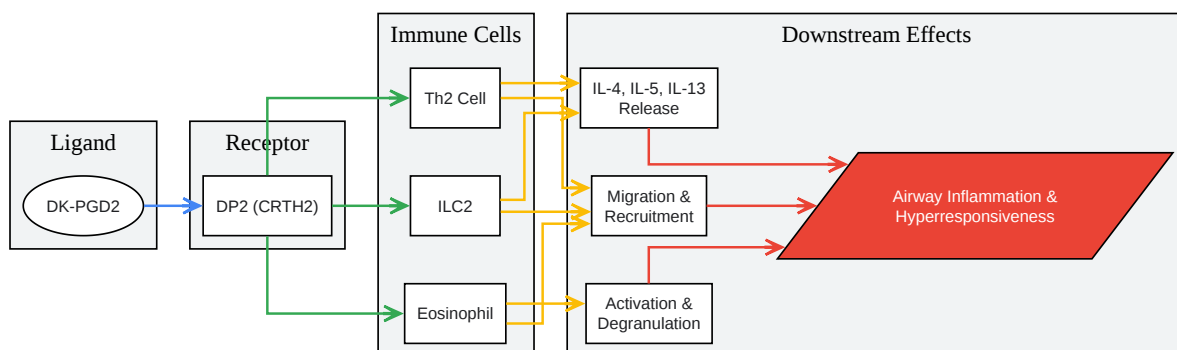 Immune Cells
Downstream Effects
Th2 Cell
IL-4, IL-5, IL-13
Release
Ligand
Receptor
DK-PGD2
DP2 (CRTH2)
ILC2
Migration &
Recruitment
Airway Inflammation &
Hyperresponsiveness
Eosinophil
Activation &
Degranulation